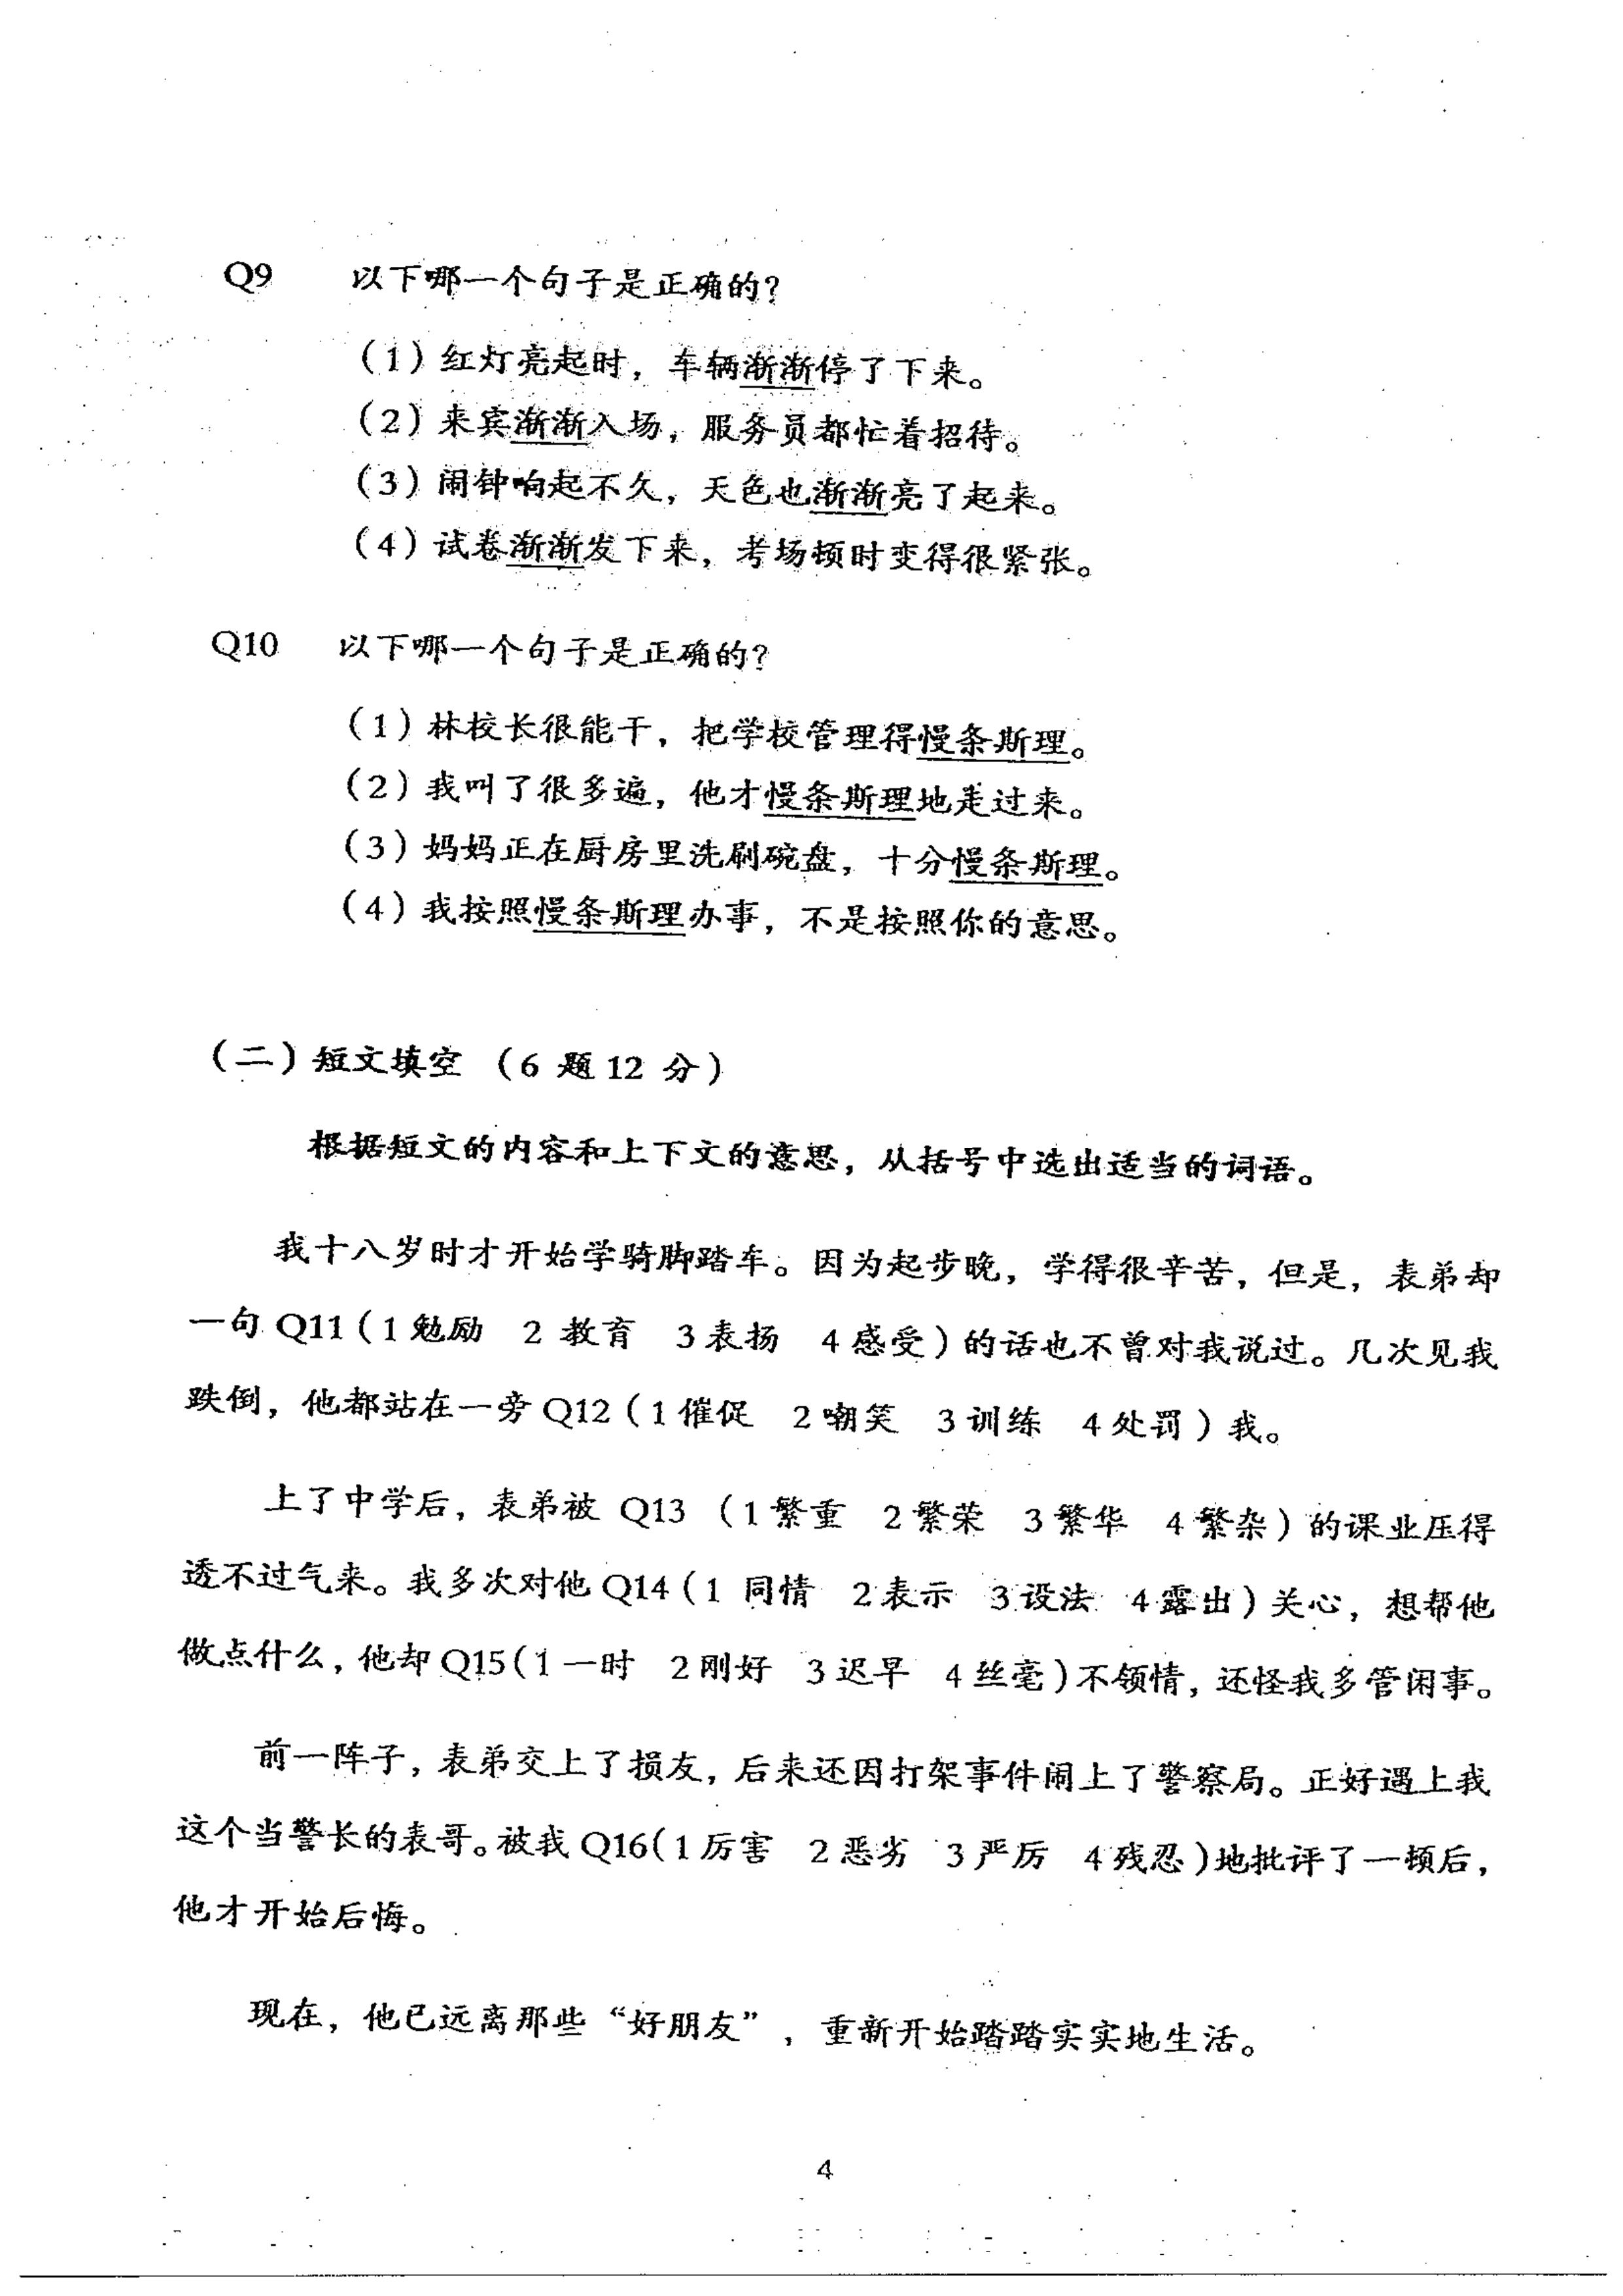 Q9 以下哪一个句子是正确的？
（1）红灯亮起时，车辆渐渐停了下来。
（2）来宾渐渐入场，服务员都忙着招待。
（3）闹钟响起不久，天色也渐渐亮了起来。
（4）试卷渐渐发下来，考场顿时变得很紧张。
Q10 以下哪一个句子是正确的？
（1）林校长很能干，把学校管理得慢条斯理。
（2）我叫了很多遍，他才慢条斯理地走过来。
（3）妈妈正在厨房里洗刷碗盘，十分慢条斯理。
（4）我按照慢条斯理办事，不是按照你的意思。
（二）短文填空（6 题 12 分）
根据短文的内容和上下文的意思，从括号中选出适当的词语。
我十八岁时才开始学骑脚踏车。因为起步晚，学得很辛苦，但是，表弟却
一句 Q11（1 勉励 2 教育 3 表扬 4 感受）的话也不曾对我说过。几次见我
跌倒，他都站在一旁 Q12（1 催促 2 嘲笑 3 训练 4 处罚）我。
上了中学后，表弟被 Q13 （1 繁重 2 繁荣 3 繁华 4 繁杂）的课业压得
透不过气来。我多次对他 Q14（1 同情 2 表示 3 设法 4 露出）关心，想帮他
做点什么，他却 Q15（1 一时 2 刚好 3 迟早 4 丝毫）不领情，还怪我多管闲事。
前一阵子，表弟交上了损友，后来还因打架事件闹上了警察局。正好遇上我
这个当警长的表哥。被我 Q16（1 厉害 2 恶劣 3 严厉 4 残忍）地批评了一顿后，
他才开始后悔。
现在，他已远离那些“好朋友”，重新开始踏踏实实地生活。
4